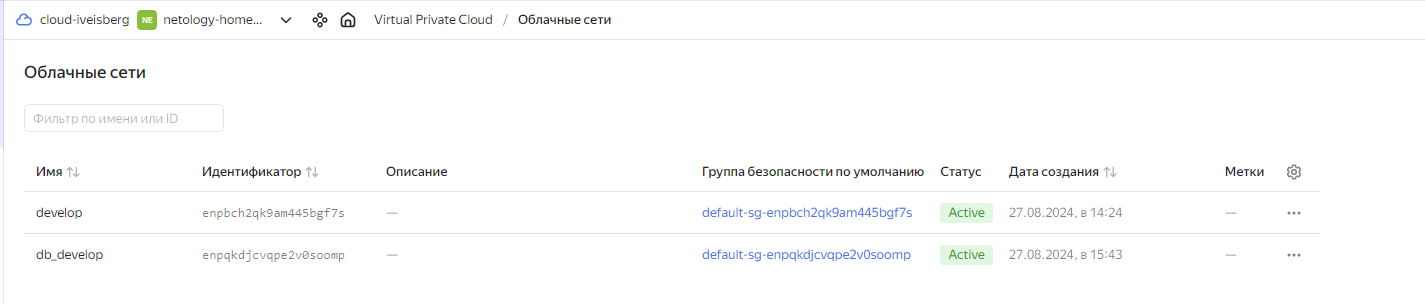 cloud-iveisberg NE netology-home... Virtual Private Cloud / Облачные сети
Облачные сети
Фильтр по имени или ID
Имя Идентификатор Описание Группа безопасности по умолчанию Статус Дата создания Метки
develop enpbch2qk9am445bgf7s — default-sg-enpbch2qk9am445bgf7s Active 27.08.2024, в 14:24 —
db_develop enpqkdjcvqpe2v0soomp — default-sg-enpqkdjcvqpe2v0soomp Active 27.08.2024, в 15:43 —